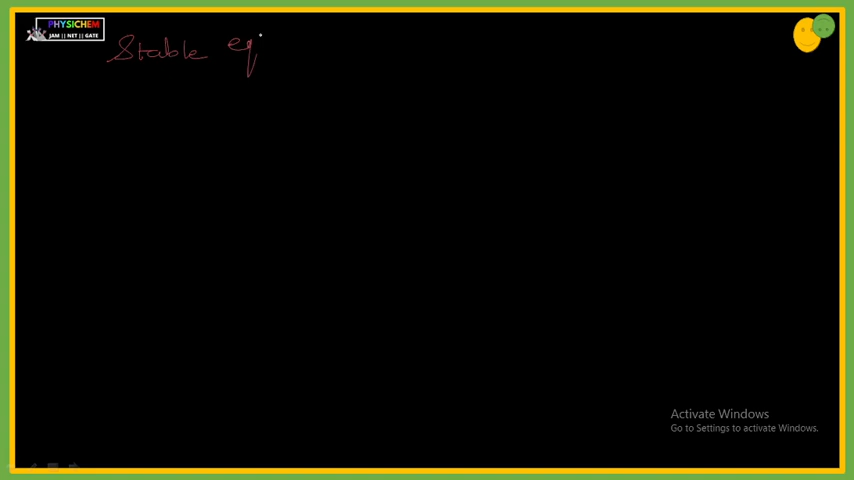 PHYSICHEM
JAM || NET || GATE
Stable eq
Activate Windows
Go to Settings to activate Windows.